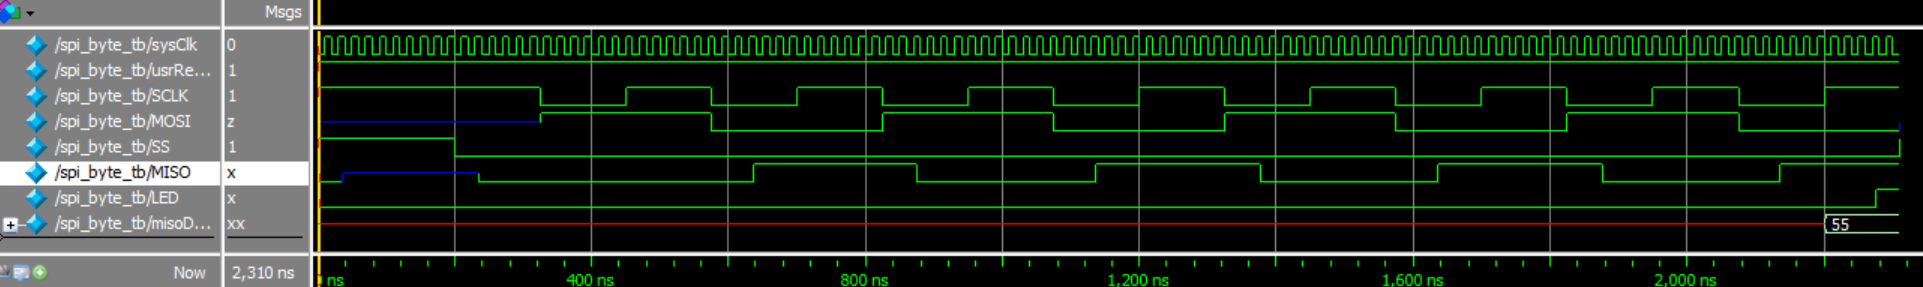 Msgs
/spi_byte_tb/sysClk 0
/spi_byte_tb/usrRe... 1
/spi_byte_tb/SCLK 1
/spi_byte_tb/MOSI z
/spi_byte_tb/SS 1
/spi_byte_tb/MISO x
/spi_byte_tb/LED x
/spi_byte_tb/misoD... xx 55
Now 2,310 ns ns 400 ns 800 ns 1,200 ns 1,600 ns 2,000 ns